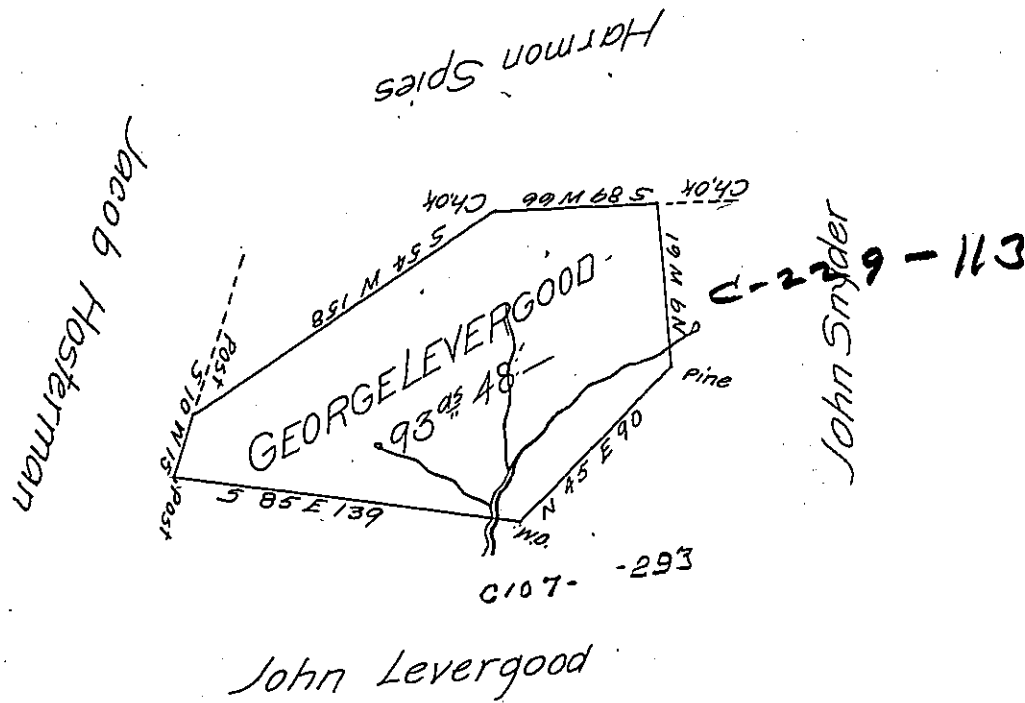 Harmon Spies
Jacob Hosterman
Ch.Ok
S 89 W 66
Ch.Ok
S 54 W 158
N 9 W 61
C-229-113
John Snyder
GEORGE LEVERGOOD
93 as 48
Post
S 10 W 15
Post
Pine
N 45 E 90
S 85 E 139
W.O.
C107- -293
John Levergood